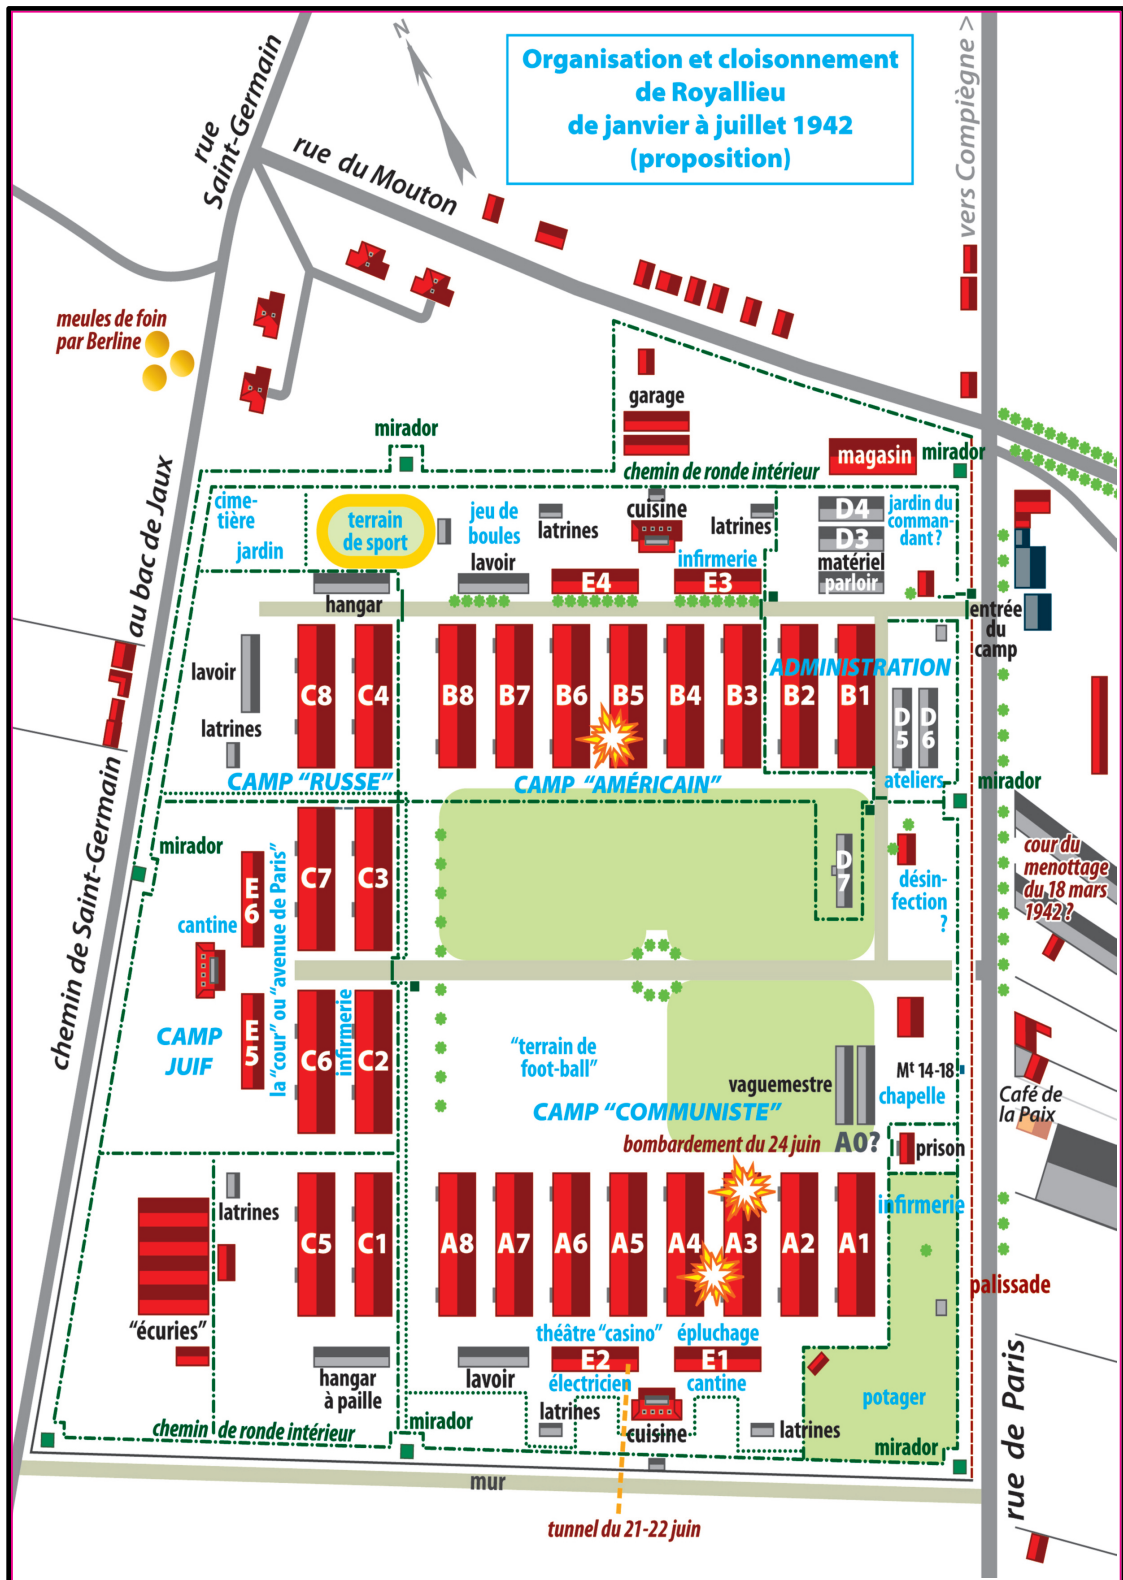 Organisation et cloisonnement
de Royallieu
de janvier à juillet 1942
(proposition)
N
vers Compiègne >
rue
Saint-Germain
rue du Mouton
meules de foin
par Berline
garage
mirador
magasin
mirador
chemin de ronde intérieur
cime-
tière
jardin
terrain
de sport
jeu de
boules
latrines
cuisine
latrines
D4
D3
matériel
parloir
jardin du
comman-
dant ?
infirmerie
lavoir
hangar
E4
E3
entrée
du
camp
au bac de Jaux
lavoir
latrines
C8
C4
B8
B7
B6
B5
B4
B3
B2
B1
ADMINISTRATION
D
5
D
6
ateliers
mirador
CAMP "RUSSE"
CAMP "AMÉRICAIN"
mirador
chemin de Saint-Germain
cantine
E
6
E
5
la "cour" ou "avenue de Paris"
C7
C3
D
7
désin-
fection
?
cour du
menottage
du 18 mars
1942 ?
CAMP
JUIF
C6
infirmerie
C2
"terrain de
foot-ball"
vaguemestre
Mt 14-18
chapelle
Café de
la Paix
CAMP "COMMUNISTE"
bombardement du 24 juin
A0?
prison
infirmerie
latrines
"écuries"
C5
C1
A8
A7
A6
A5
A4
A3
A2
A1
palissade
théâtre "casino"
épluchage
E2
E1
électricien
cantine
hangar
à paille
lavoir
potager
chemin de ronde intérieur
mirador
latrines
cuisine
latrines
mirador
mur
rue de Paris
tunnel du 21-22 juin